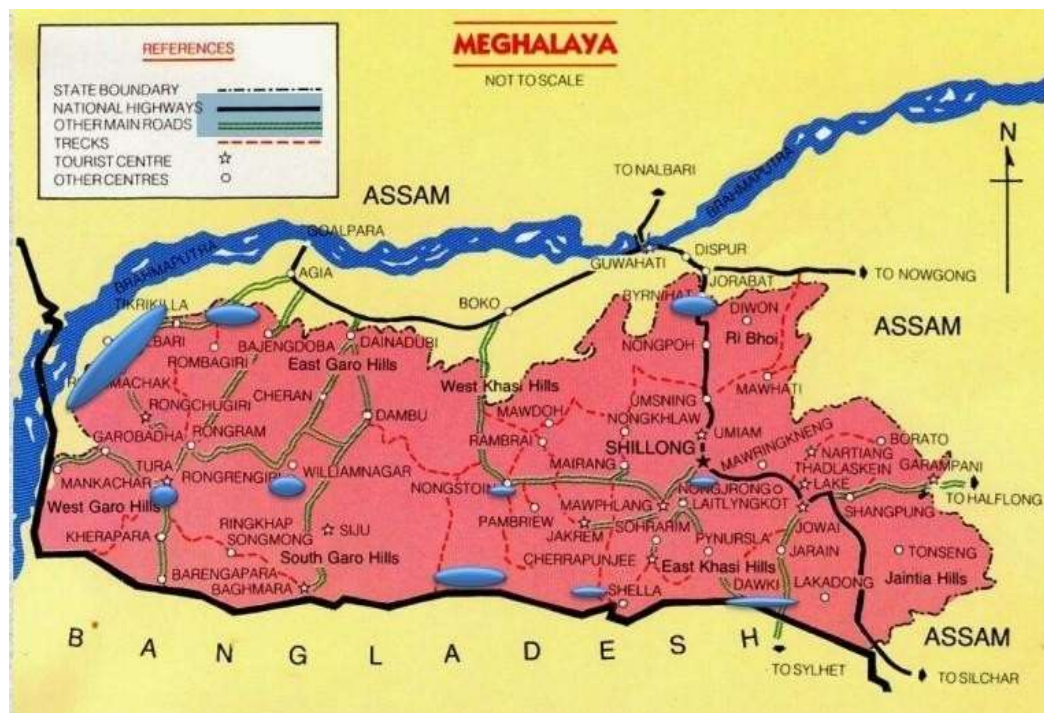 MEGHALAYA
NOT TO SCALE
REFERENCES
STATE BOUNDARY
NATIONAL HIGHWAYS
OTHER MAIN ROADS
TRECKS
TOURIST CENTRE
OTHER CENTRES
N
TO NALBARI
BRAHMAPUTRA
ASSAM
GOALPARA
BRAHMAPUTRA
GUWAHATI
DISPUR
JORABAT
TO NOWGONG
AGIA
TIKRIKILLA
BOKO
BYRNIHAT
DIWON
ASSAM
BARI
BAJENGDOBA
DAINADUBI
Ri Bhoi
ROMBAGIRI
East Garo Hills
NONGPOH
MACHAK
West Khasi Hills
MAWHATI
RONGCHUGIRI
CHERAN
UMSNING
DAMBU
MAWDOH
NONGKHLAW
GAROBADHA
RONGRAM
RAMBRAI
SHILLONG
UMIAM
MAWRINGKNENG
BORATO
NARTIANG
TURA
RONGRENGIRI
WILLIAMNAGAR
MAIRANG
THADLASKEIN
LAKE
GARAMPANI
MANKACHAR
NONGSTOIN
NONGJRONG
TO HALFLONG
West Garo Hills
MAWPHLANG
LAITLYNGKOT
SHANGPUNG
RINGKHAP
SONGMONG
SIJU
PAMBRIEW
JAKREM
SOHRARIM
PYNURSLA
JOWAI
KHERAPARA
JARAIN
TONSENG
South Garo Hills
CHERRAPUNJEE
East Khasi Hills
BARENGAPARA
DAWKI
LAKADONG
Jaintia Hills
BAGHMARA
SHELLA
BANGLADESH
ASSAM
TO SYLHET
TO SILCHAR